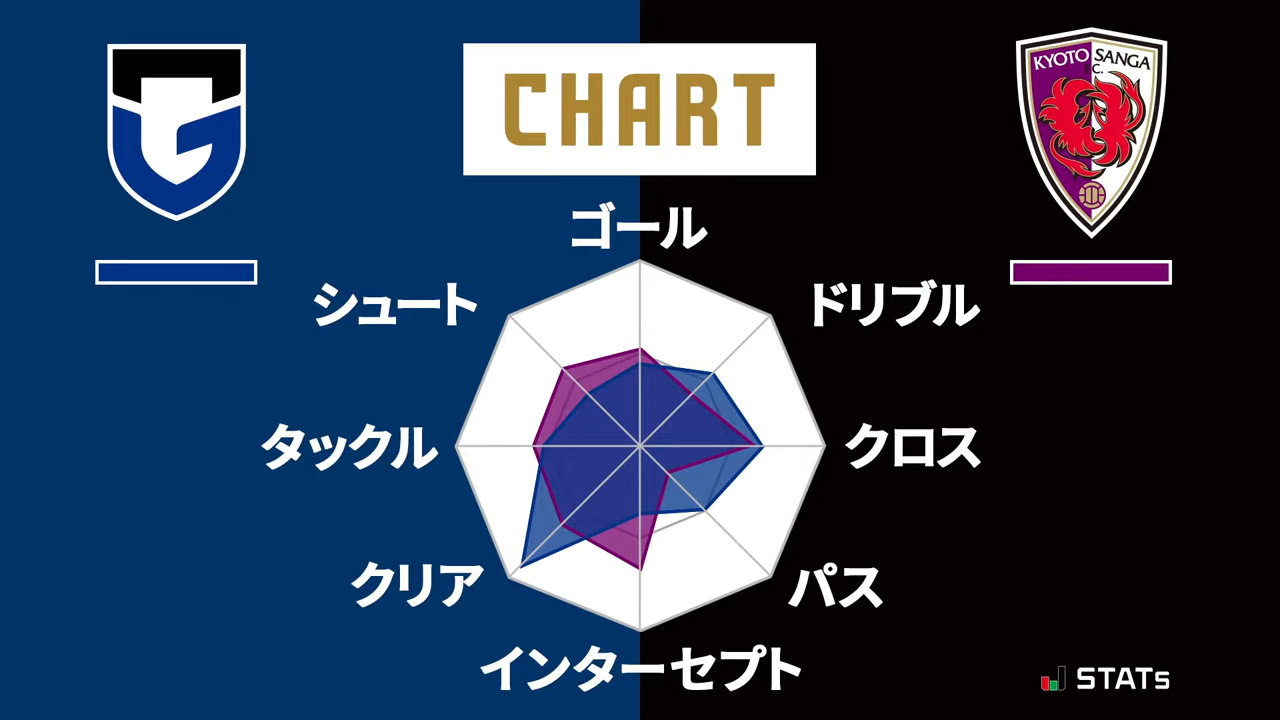 CHART
KYOTO SANGA
F.C.
ゴール
シュート
ドリブル
タックル
クロス
クリア
パス
インターセプト
STATS